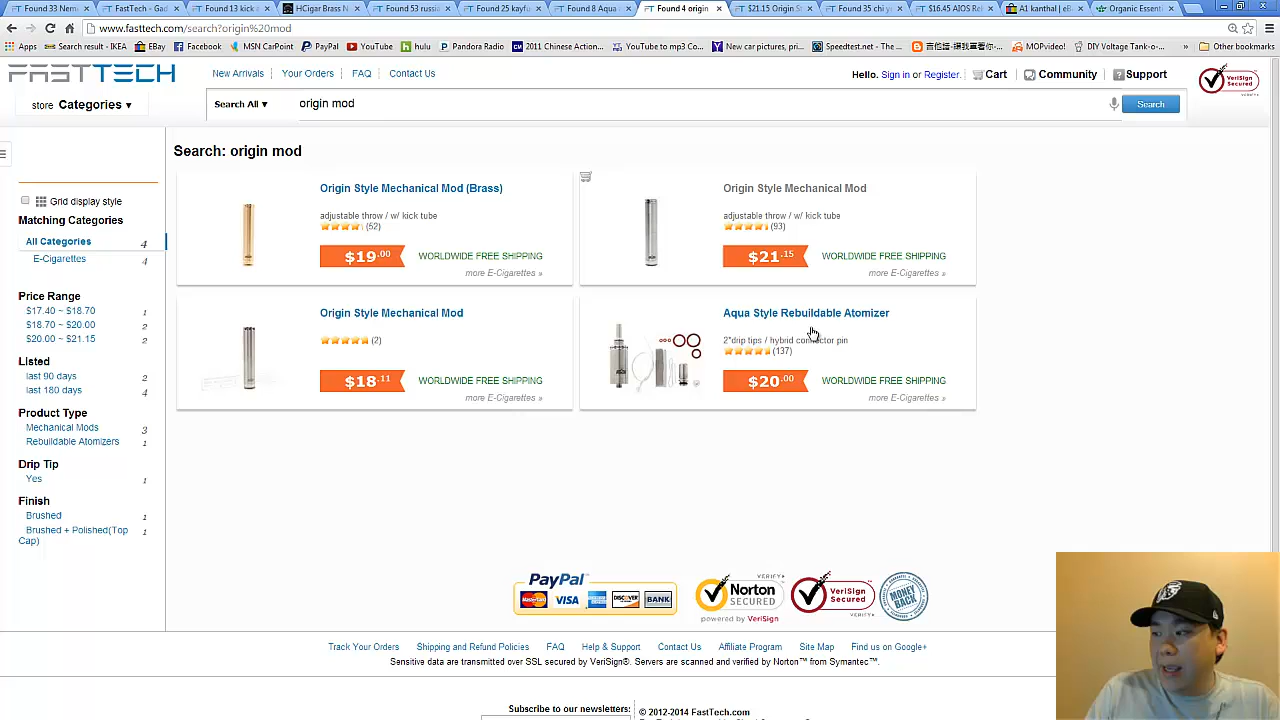 Found 33 Nem
FastTech - Gad
Found 13 kick a
HCigar Brass N
Found 53 russia
Found 25 kayfu
Found 8 Aqua
Found 4 origin
$21.15 Origin St
Found 35 chi y
$16.45 AIOS Re
A1 kanthal | eB
Organic Essenti
www.fasttech.com/search?origin%20mod
Apps Search result - IKEA EBay Facebook MSN CarPoint PayPal YouTube hulu Pandora Radio 2011 Chinese Action... YouTube to mp3 Co... New car pictures, pri... Speedtest.net - The ... MOPvideo! DIY Voltage Tank-o... » Other bookmarks
FASTTECH New Arrivals Your Orders FAQ Contact Us Hello. Sign in or Register. Cart Community Support VeriSign SECURED
store Categories ▾ Search All ▾ origin mod Search
Search: origin mod
Grid display style
Matching Categories
All Categories 4
E-Cigarettes 4
Price Range
$17.40 ~ $18.70 1
$18.70 ~ $20.00 2
$20.00 ~ $21.15 2
Listed
last 90 days 2
last 180 days 4
Product Type
Mechanical Mods 3
Rebuildable Atomizers 1
Drip Tip
Yes 1
Finish
Brushed 1
Brushed + Polished(Top 1
Cap)
Origin Style Mechanical Mod (Brass)
adjustable throw / w/ kick tube
(52)
$19.00 WORLDWIDE FREE SHIPPING
more E-Cigarettes »
Origin Style Mechanical Mod
adjustable throw / w/ kick tube
(93)
$21.15 WORLDWIDE FREE SHIPPING
more E-Cigarettes »
Origin Style Mechanical Mod
(2)
$18.11 WORLDWIDE FREE SHIPPING
more E-Cigarettes »
Aqua Style Rebuildable Atomizer
2*drip tips / hybrid connector pin
(137)
$20.00 WORLDWIDE FREE SHIPPING
more E-Cigarettes »
PayPal
MasterCard VISA DISCOVER BANK
VERIFY
Norton
SECURED
powered by VeriSign
VeriSign
Secured
VERIFY
MONEY
BACK
Track Your Orders Shipping and Refund Policies FAQ Help & Support Contact Us Affiliate Program Site Map Find us on Google+
Sensitive data are transmitted over SSL secured by VeriSign®. Servers are scanned and verified by Norton™ from Symantec™.
Subscribe to our newsletters:
© 2012-2014 FastTech.com